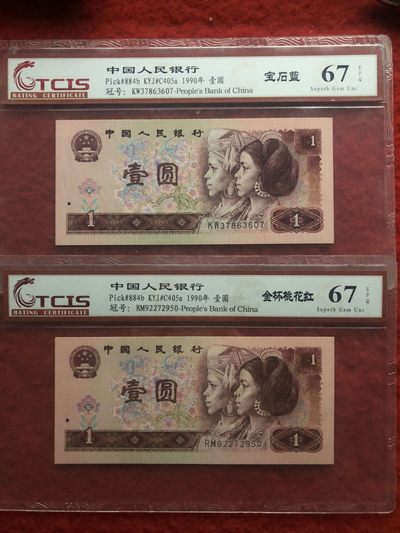 TCIS
RATING CERTIFICATE
中国人民银行
Pick#884b KYJ#C405a 1990年 壹圆
冠号: KW37863607-People's Bank of China
宝石蓝
67
EPQ
Superb Gem Unc
中国人民银行
1
壹圆
KW37863607
1
1
TCIS
RATING CERTIFICATE
中国人民银行
Pick#884b KYJ#C405a 1990年 壹圆
冠号: RM92272950-People's Bank of China
金杯桃花红
67
EPQ
Superb Gem Unc
中国人民银行
1
壹圆
RM92272950
1
1